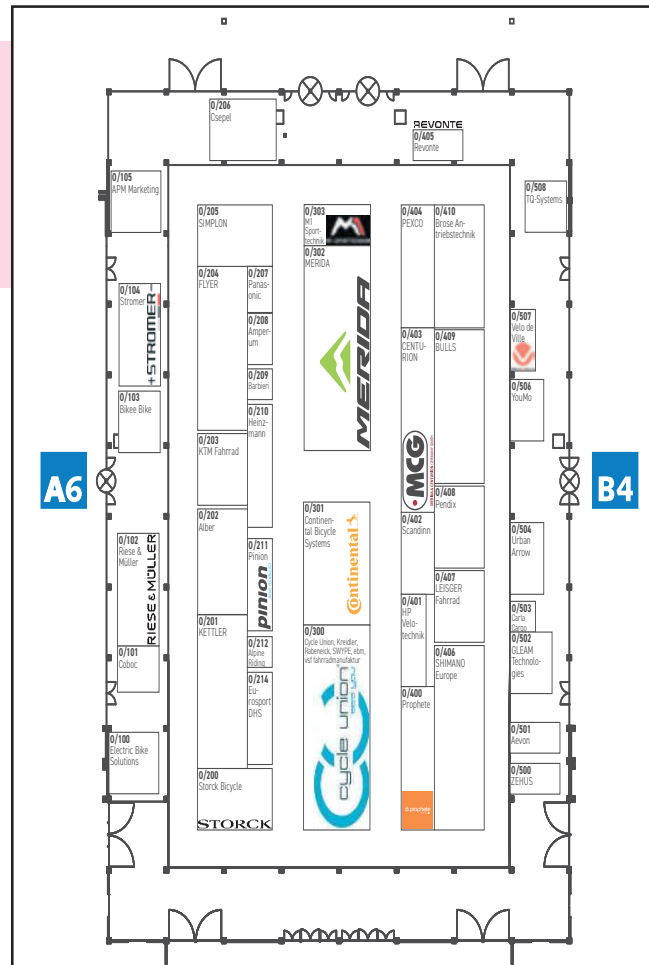 0/206
Csepel
REVONTE
0/405
Revonte
0/105
APM Marketing
0/508
TQ-Systems
0/205
SIMPLON
0/303
M1
Sport-
technik
0/302
MERIDA
MERIDA
0/404
PEXCO
0/410
Brose An-
triebstechnik
0/204
FLYER
0/207
Panas-
onic
0/208
Amper-
ium
0/209
Barbieri
0/210
Heinz-
mann
0/104
Stromer
STROMER
0/103
Bikee Bike
0/403
CENTU-
RION
0/409
BULLS
0/507
Velo de
Ville
0/506
YouMo
0/203
KTM Fahrrad
MCG
A6
B4
0/202
Alber
0/301
Continen-
tal Bicycle
Systems
Continental
0/408
Pendix
0/402
Scandinn
0/102
Riese &
Müller
RIESE & MÜLLER
0/211
Pinion
pinion
0/504
Urban
Arrow
0/407
LEISGER
Fahrrad
0/401
HP
Velo-
technik
0/503
Carla
Cargo
0/502
GLEAM
Technolo-
gies
0/201
KETTLER
0/212
Alpine
Riding
0/101
Coboc
0/300
Cycle Union, Kreidler,
Rabeneick, SWYPE, ebm,
vsf fahrradmanufaktur
cycle union
0/406
SHIMANO
Europe
0/214
Eu-
rosport
DHS
0/400
Prophete
prophete
0/100
Electric Bike
Solutions
0/501
Aevon
0/500
ZEHUS
0/200
Storck Bicycle
STORCK